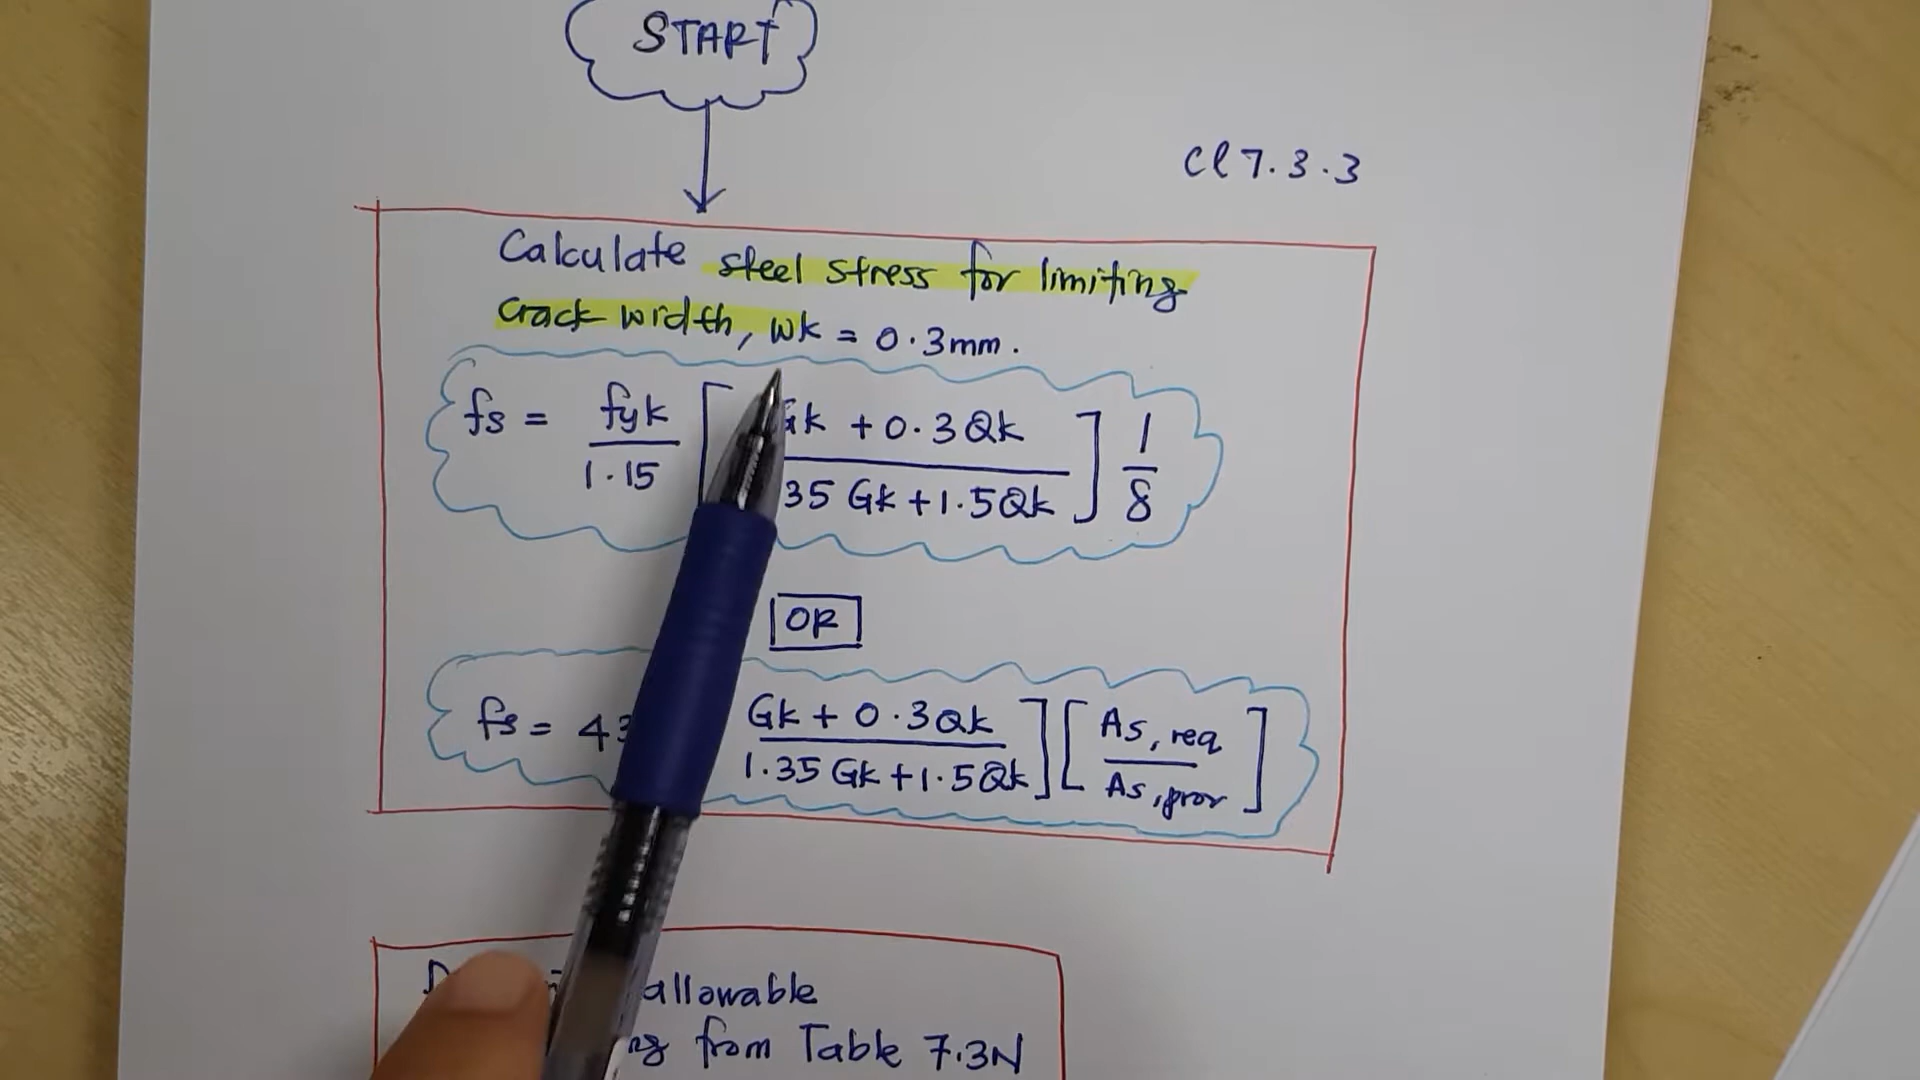 START
Cl 7.3.3
Calculate steel stress for limiting
crack width, wk = 0.3mm.
fs = fyk / 1.15 [ Gk + 0.3Qk / 35 Gk + 1.5Qk ] 1 / 8
OR
fs = 43 Gk + 0.3Qk / 1.35 Gk + 1.5Qk ] [ As, req / As, prov ]
allowable
from Table 7.3N